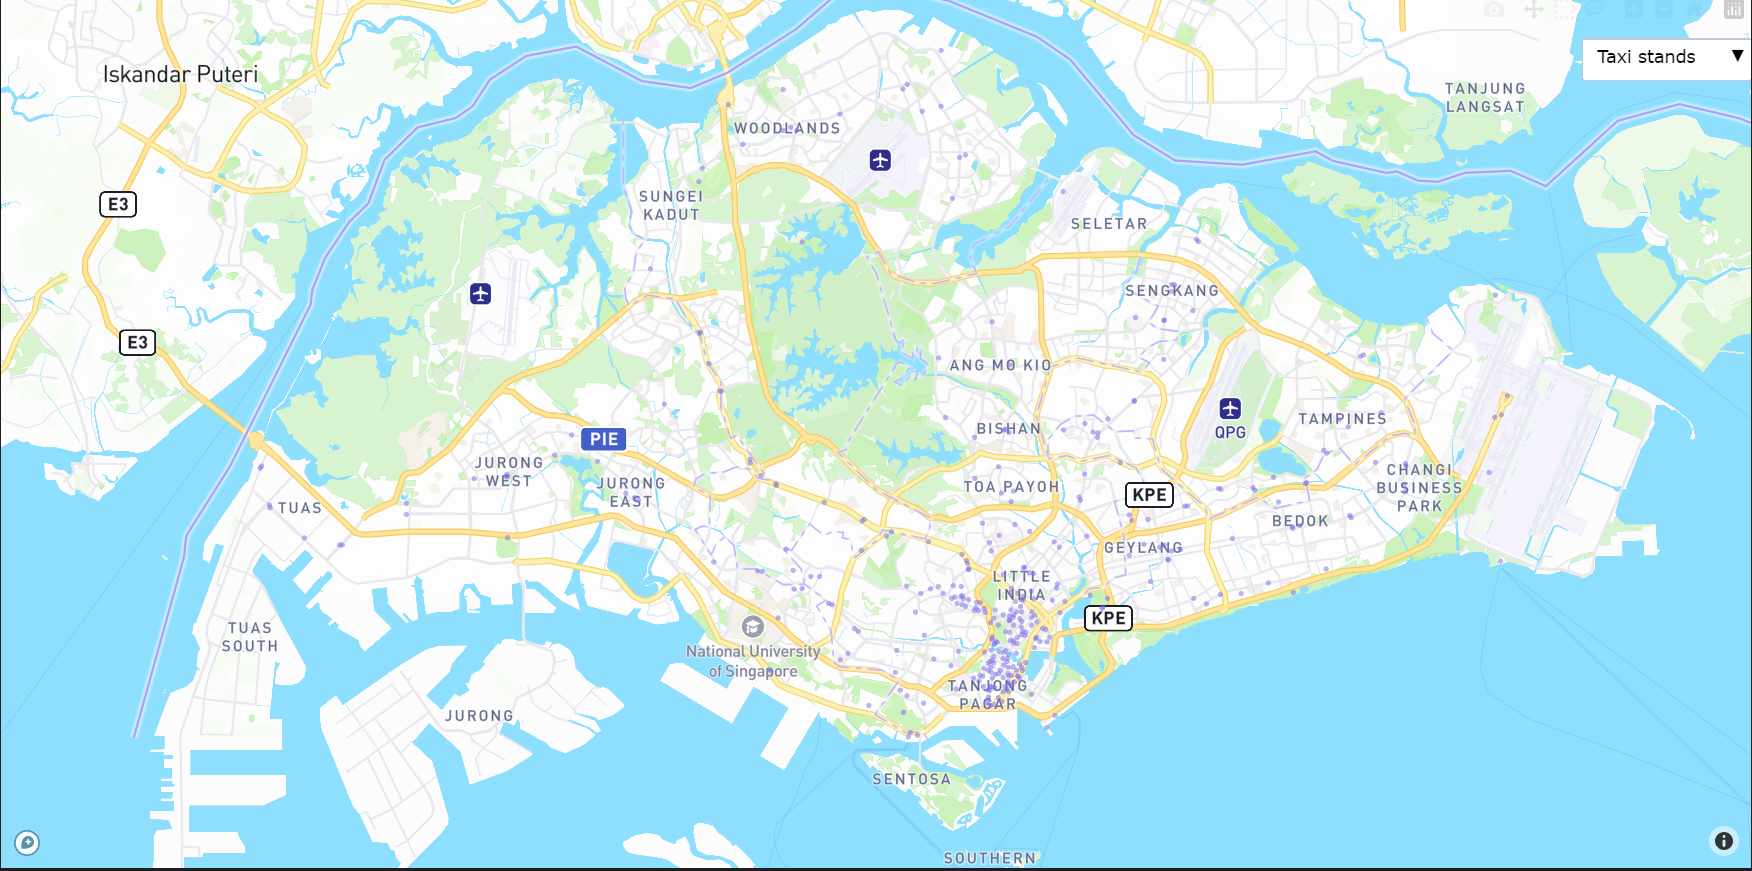 Iskandar Puteri
Taxi stands
TANJUNG
LANGSAT
WOODLANDS
E3
SUNGEI
KADUT
SELETAR
SENGKANG
E3
ANG MO KIO
QPG
TAMPINES
BISHAN
PIE
JURONG
WEST
JURONG
EAST
TOA PAYOH
KPE
CHANGI
BUSINESS
PARK
TUAS
BEDOK
GEYLANG
LITTLE
INDIA
KPE
TUAS
SOUTH
National University
of Singapore
TANJONG
PAGAR
JURONG
SENTOSA
SOUTHERN